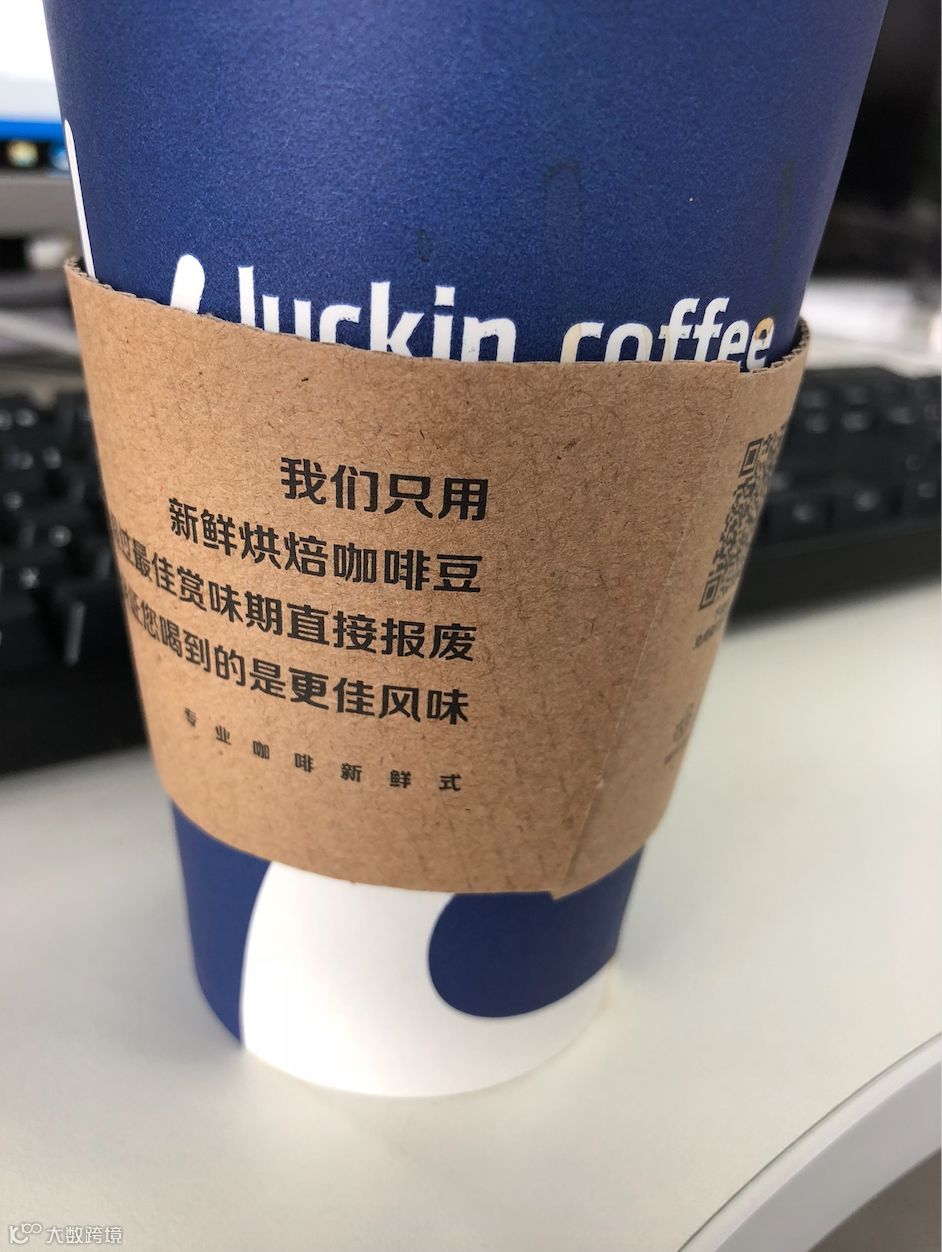 luckin coffee
我们只用
新鲜烘焙咖啡豆
过最佳赏味期直接报废
您喝到的是更佳风味
专业咖啡新鲜式
大数跨境